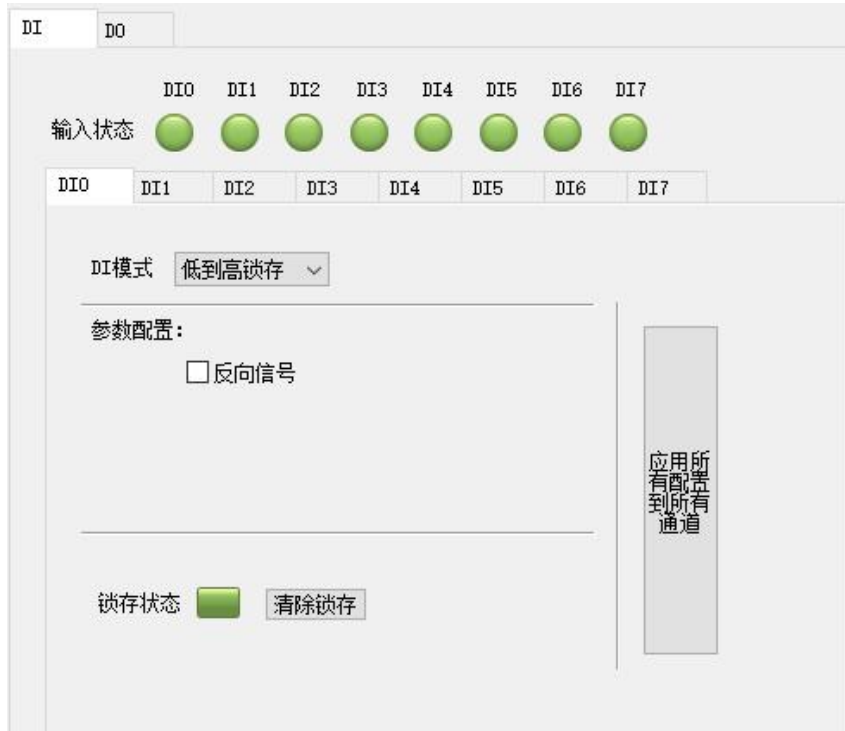 DI DO
DI0 DI1 DI2 DI3 DI4 DI5 DI6 DI7
输入状态
DI0 DI1 DI2 DI3 DI4 DI5 DI6 DI7
DI模式 低到高锁存
参数配置:
反向信号
应用所
有配置
到所有
通道
锁存状态 清除锁存